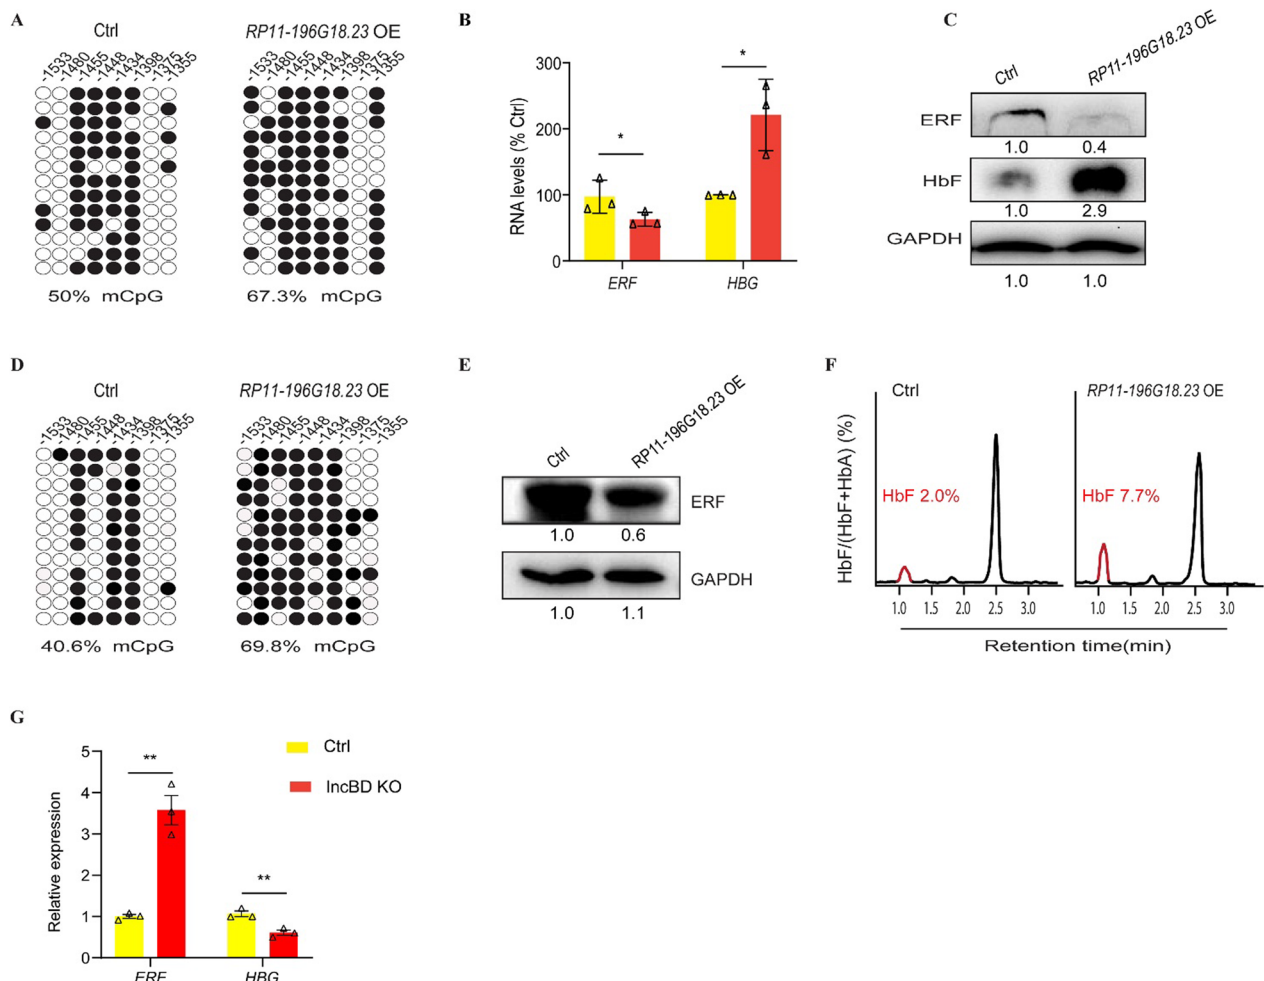 A
Ctrl
RP11-196G18.23 OE
-1533
-1480
-1455
-1448
-1434
-1398
-1375
-1355
-1533
-1480
-1455
-1448
-1434
-1398
-1375
-1355
50% mCpG
67.3% mCpG
B
RNA levels (% Ctrl)
300
200
100
0
*
*
ERF
HBG
C
Ctrl
RP11-196G18.23 OE
ERF
1.0
0.4
HbF
1.0
2.9
GAPDH
1.0
1.0
D
Ctrl
RP11-196G18.23 OE
-1533
-1480
-1455
-1448
-1434
-1398
-1375
-1355
-1533
-1480
-1455
-1448
-1434
-1398
-1375
-1355
40.6% mCpG
69.8% mCpG
E
Ctrl
RP11-196G18.23 OE
ERF
1.0
0.6
GAPDH
1.0
1.1
F
HbF/(HbF+HbA) (%)
Ctrl
RP11-196G18.23 OE
HbF 2.0%
HbF 7.7%
1.0 1.5 2.0 2.5 3.0
1.0 1.5 2.0 2.5 3.0
Retention time(min)
G
Relative expression
5
4
3
2
1
0
**
**
ERF
HBG
Ctrl
lncBD KO